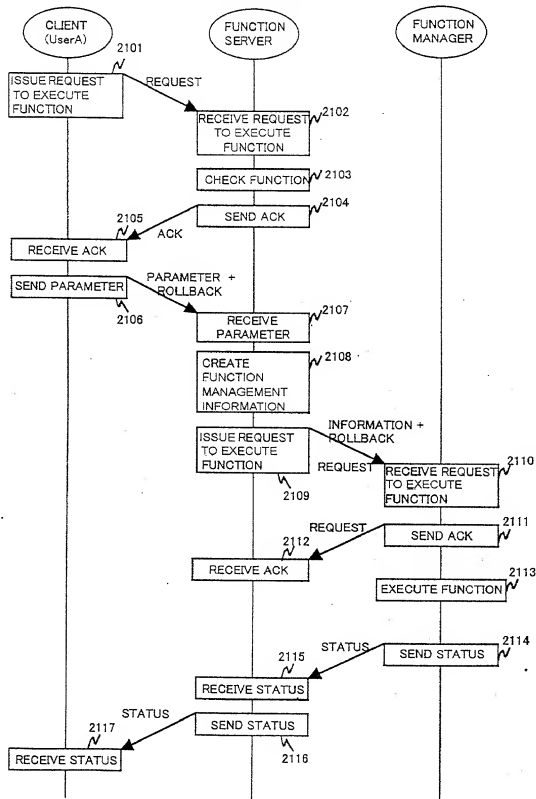 CLIENT
(UserA)
FUNCTION
SERVER
FUNCTION
MANAGER
2101
ISSUE REQUEST
TO EXECUTE
FUNCTION
REQUEST
2102
RECEIVE REQUEST
TO EXECUTE
FUNCTION
CHECK FUNCTION
2103
2104
SEND ACK
2105
ACK
RECEIVE ACK
SEND PARAMETER
PARAMETER +
ROLLBACK
2106
2107
RECEIVE
PARAMETER
2108
CREATE
FUNCTION
MANAGEMENT
INFORMATION
INFORMATION +
ROLLBACK
ISSUE REQUEST
TO EXECUTE
FUNCTION
REQUEST
2109
2110
RECEIVE REQUEST
TO EXECUTE
FUNCTION
2111
SEND ACK
REQUEST
2112
RECEIVE ACK
2113
EXECUTE FUNCTION
2114
SEND STATUS
STATUS
2115
RECEIVE STATUS
STATUS
SEND STATUS
2116
2117
RECEIVE STATUS